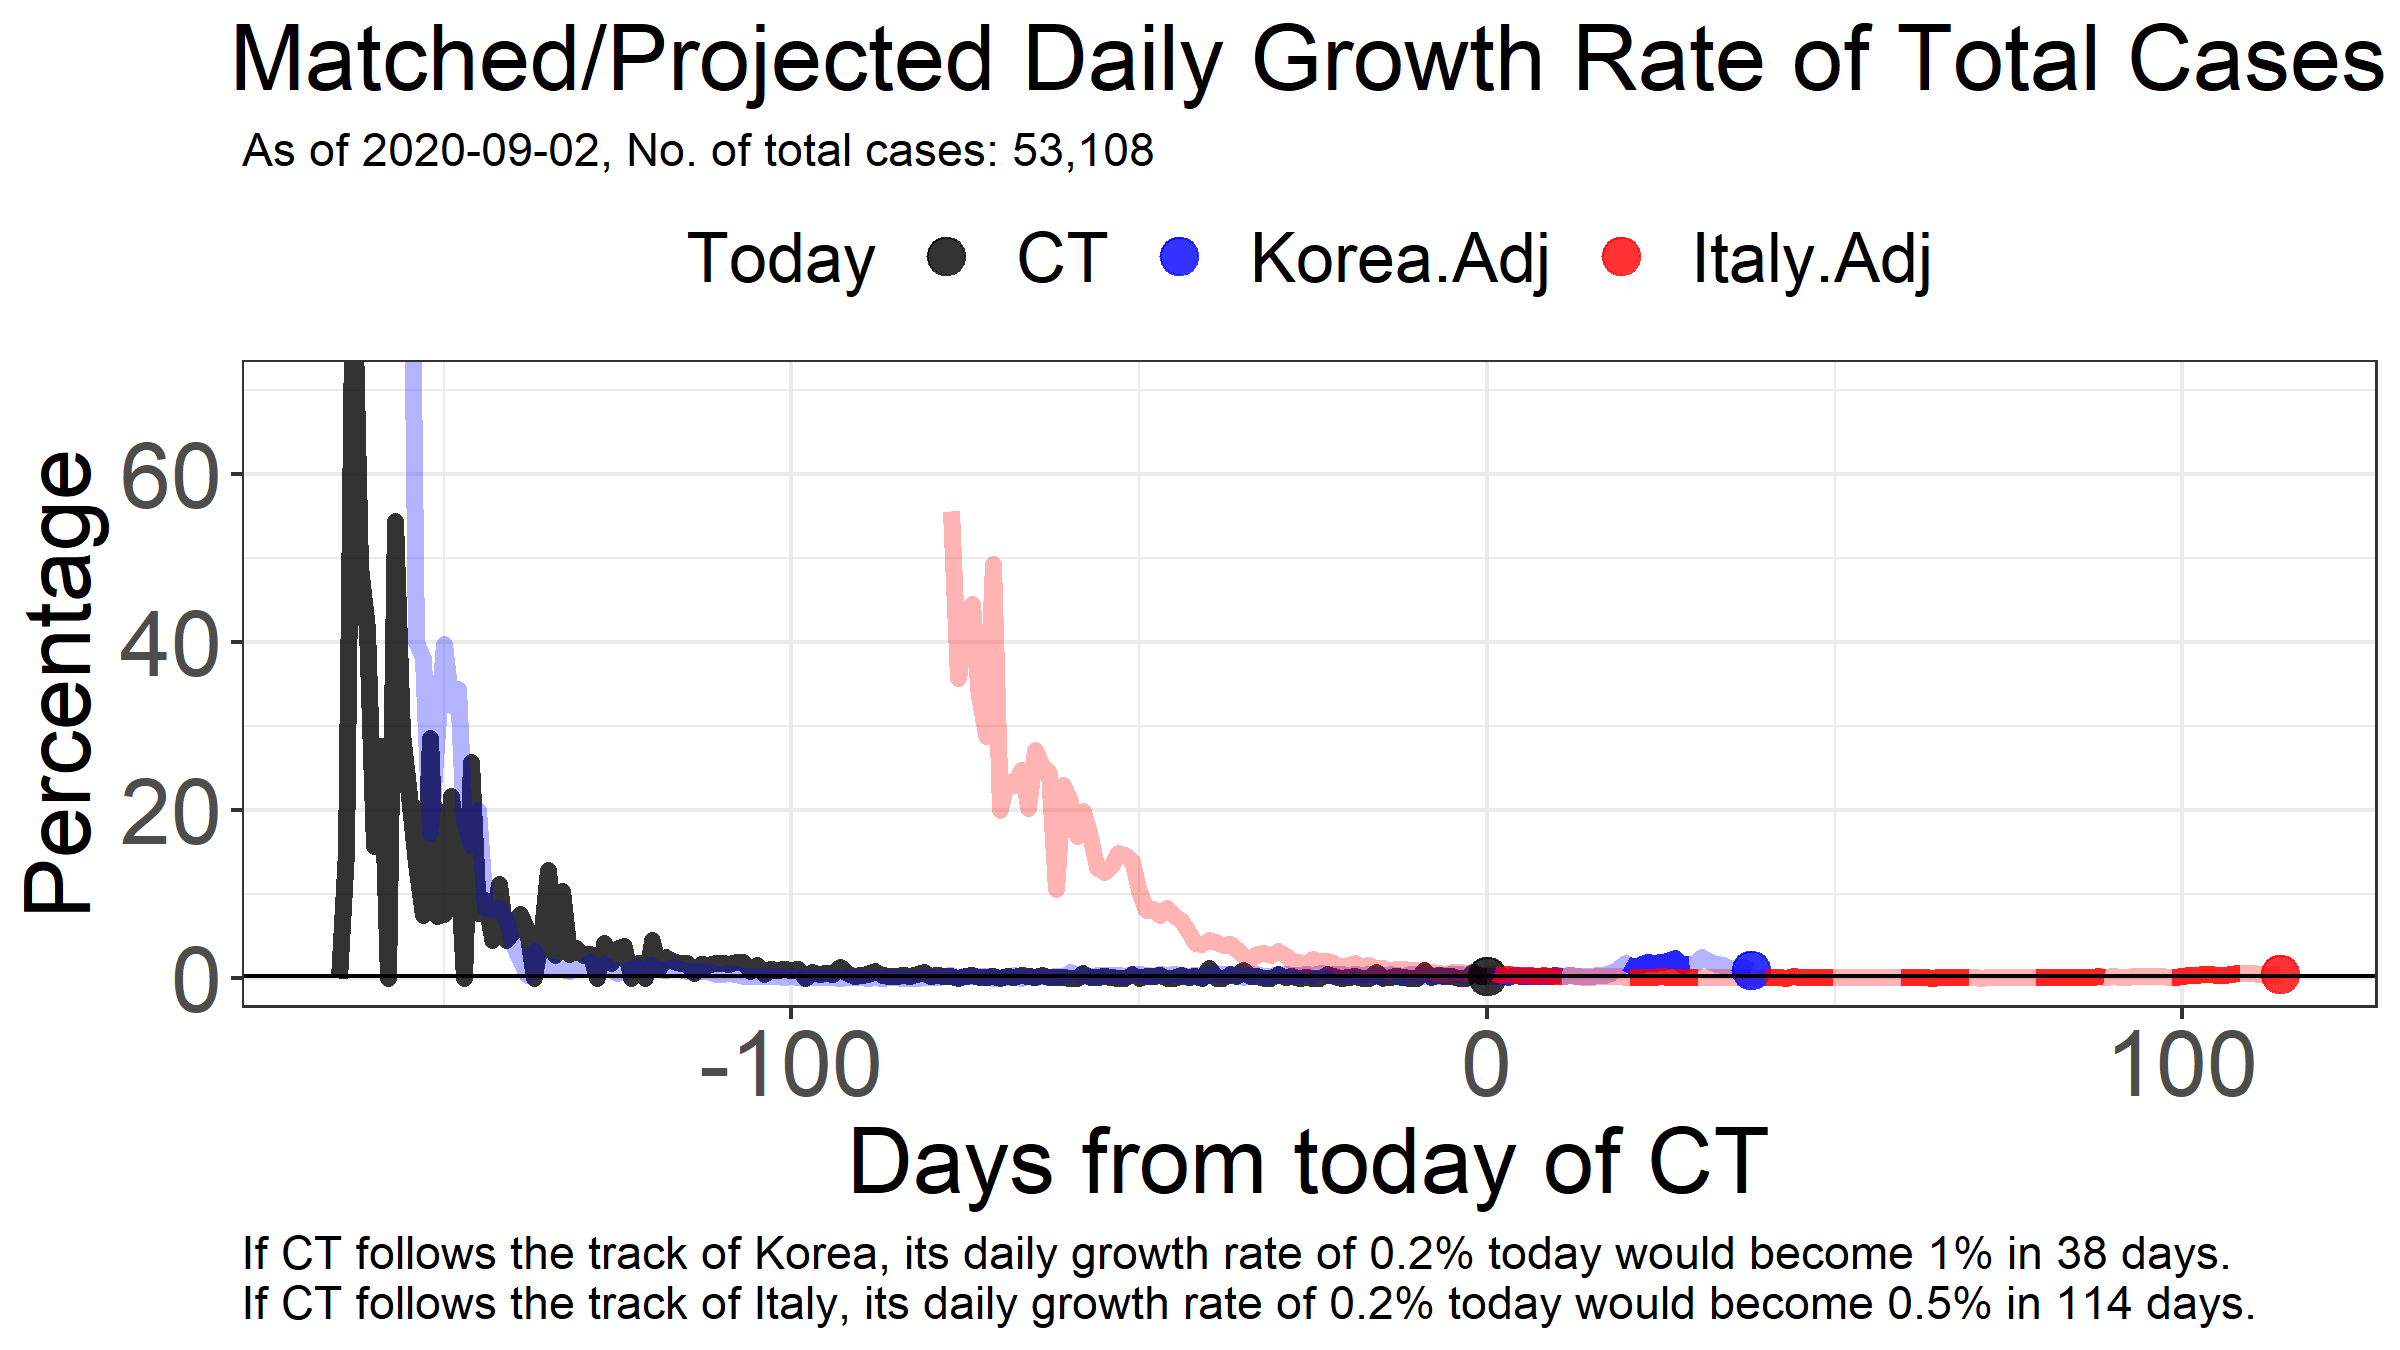 Matched/Projected Daily Growth Rate of Total Cases
As of 2020-09-02, No. of total cases: 53,108
Today CT Korea.Adj Italy.Adj
Percentage
60
40
20
0
-100 0 100
Days from today of CT
If CT follows the track of Korea, its daily growth rate of 0.2% today would become 1% in 38 days.
If CT follows the track of Italy, its daily growth rate of 0.2% today would become 0.5% in 114 days.